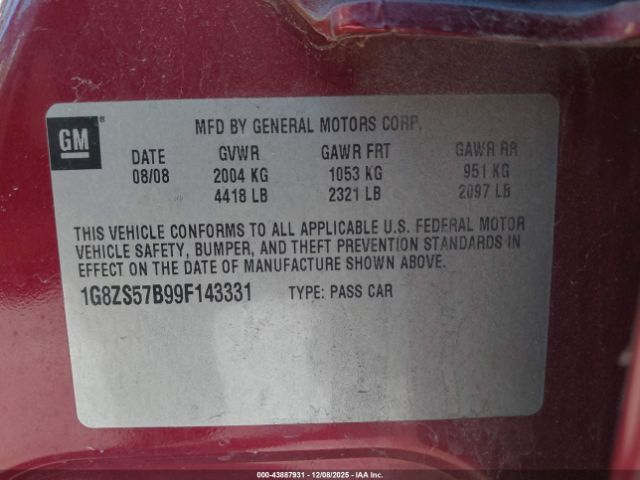 GM ®
MFD BY GENERAL MOTORS CORP.
DATE GVWR GAWR FRT GAWR RR
08/08 2004 KG 1053 KG 951 KG
4418 LB 2321 LB 2097 LB
THIS VEHICLE CONFORMS TO ALL APPLICABLE U.S. FEDERAL MOTOR
VEHICLE SAFETY, BUMPER, AND THEFT PREVENTION STANDARDS IN
EFFECT ON THE DATE OF MANUFACTURE SHOWN ABOVE.
1G8ZS57B99F143331 TYPE: PASS CAR
000-43887931 - 12/08/2025 - IAA Inc.